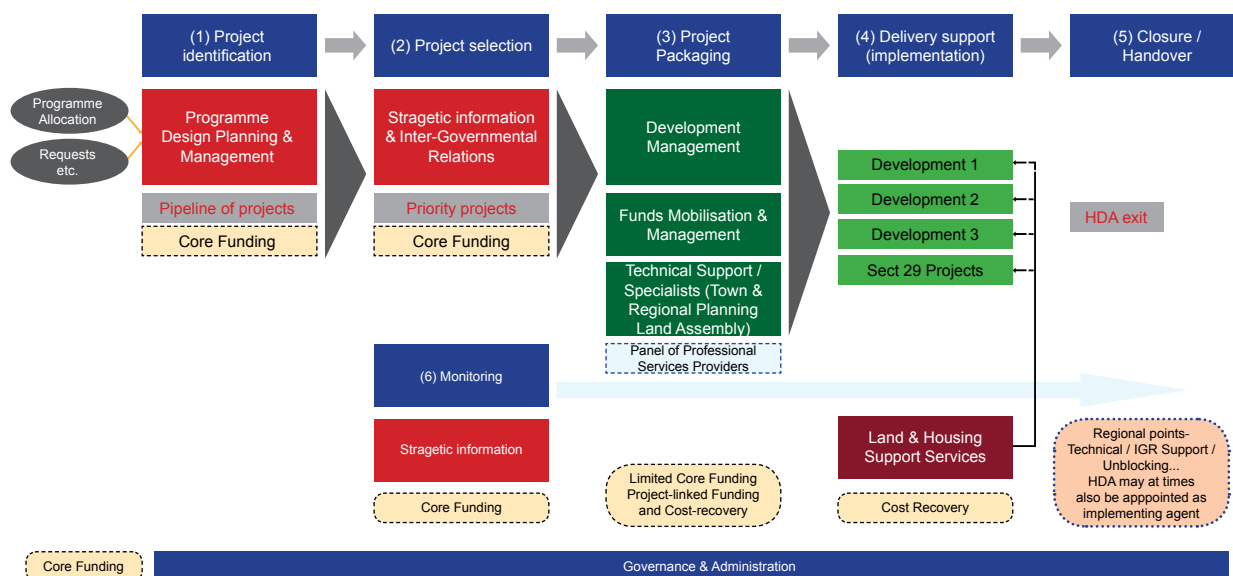 (1) Project
identification
(2) Project selection
(3) Project
Packaging
(4) Delivery support
(implementation)
(5) Closure /
Handover
Programme
Allocation
Requests
etc.
Programme
Design Planning &
Management
Stragetic information
& Inter-Governmental
Relations
Development
Management
Pipeline of projects
Priority projects
Core Funding
Core Funding
Funds Mobilisation &
Management
Technical Support /
Specialists (Town &
Regional Planning
Land Assembly)
Panel of Professional
Services Providers
Development 1
Development 2
Development 3
Sect 29 Projects
HDA exit
(6) Monitoring
Stragetic information
Core Funding
Limited Core Funding
Project-linked Funding
and Cost-recovery
Land & Housing
Support Services
Cost Recovery
Regional points-
Technical / IGR Support /
Unblocking...
HDA may at times
also be apppointed as
implementing agent
Core Funding
Governance & Administration